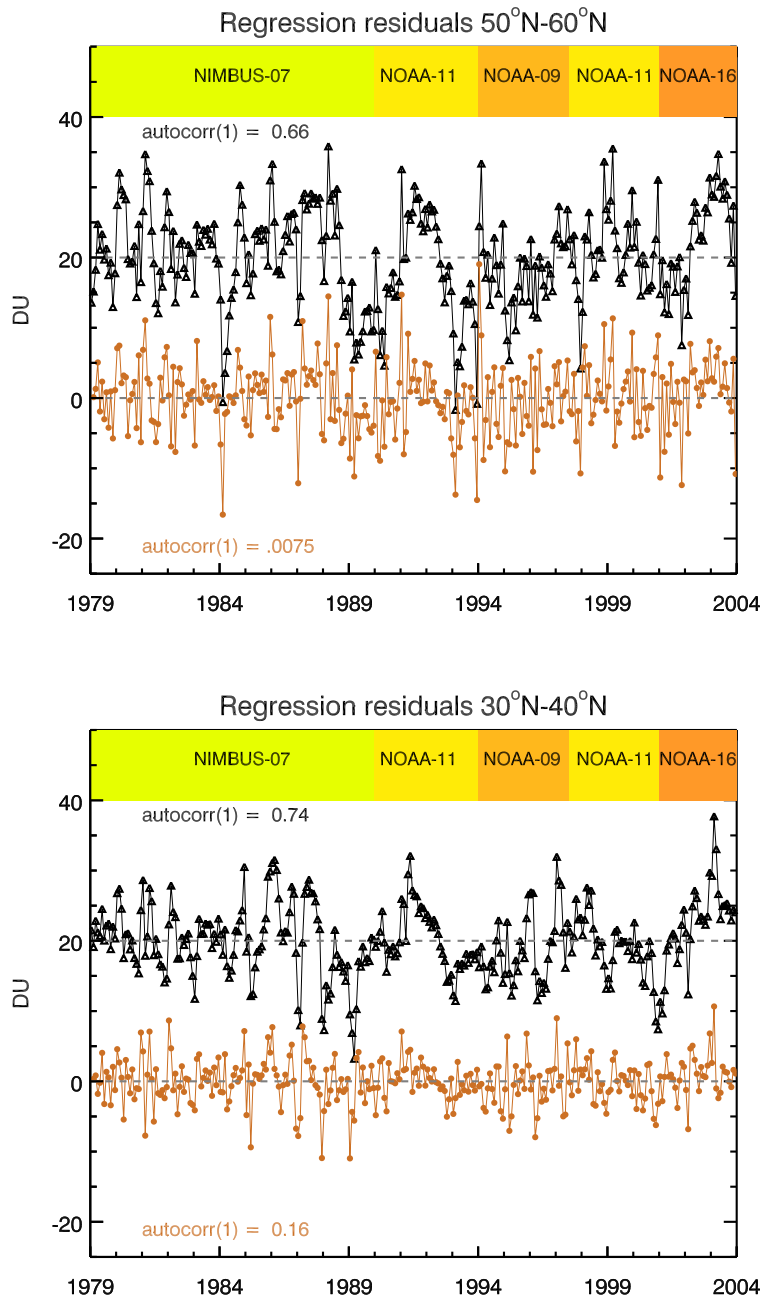 Regression residuals 50°N-60°N
NIMBUS-07 NOAA-11 NOAA-09 NOAA-11 NOAA-16
40
autocorr(1) = 0.66
20
DU
0
-20
autocorr(1) = .0075
1979 1984 1989 1994 1999 2004
Regression residuals 30°N-40°N
NIMBUS-07 NOAA-11 NOAA-09 NOAA-11 NOAA-16
40
autocorr(1) = 0.74
20
DU
0
-20
autocorr(1) = 0.16
1979 1984 1989 1994 1999 2004